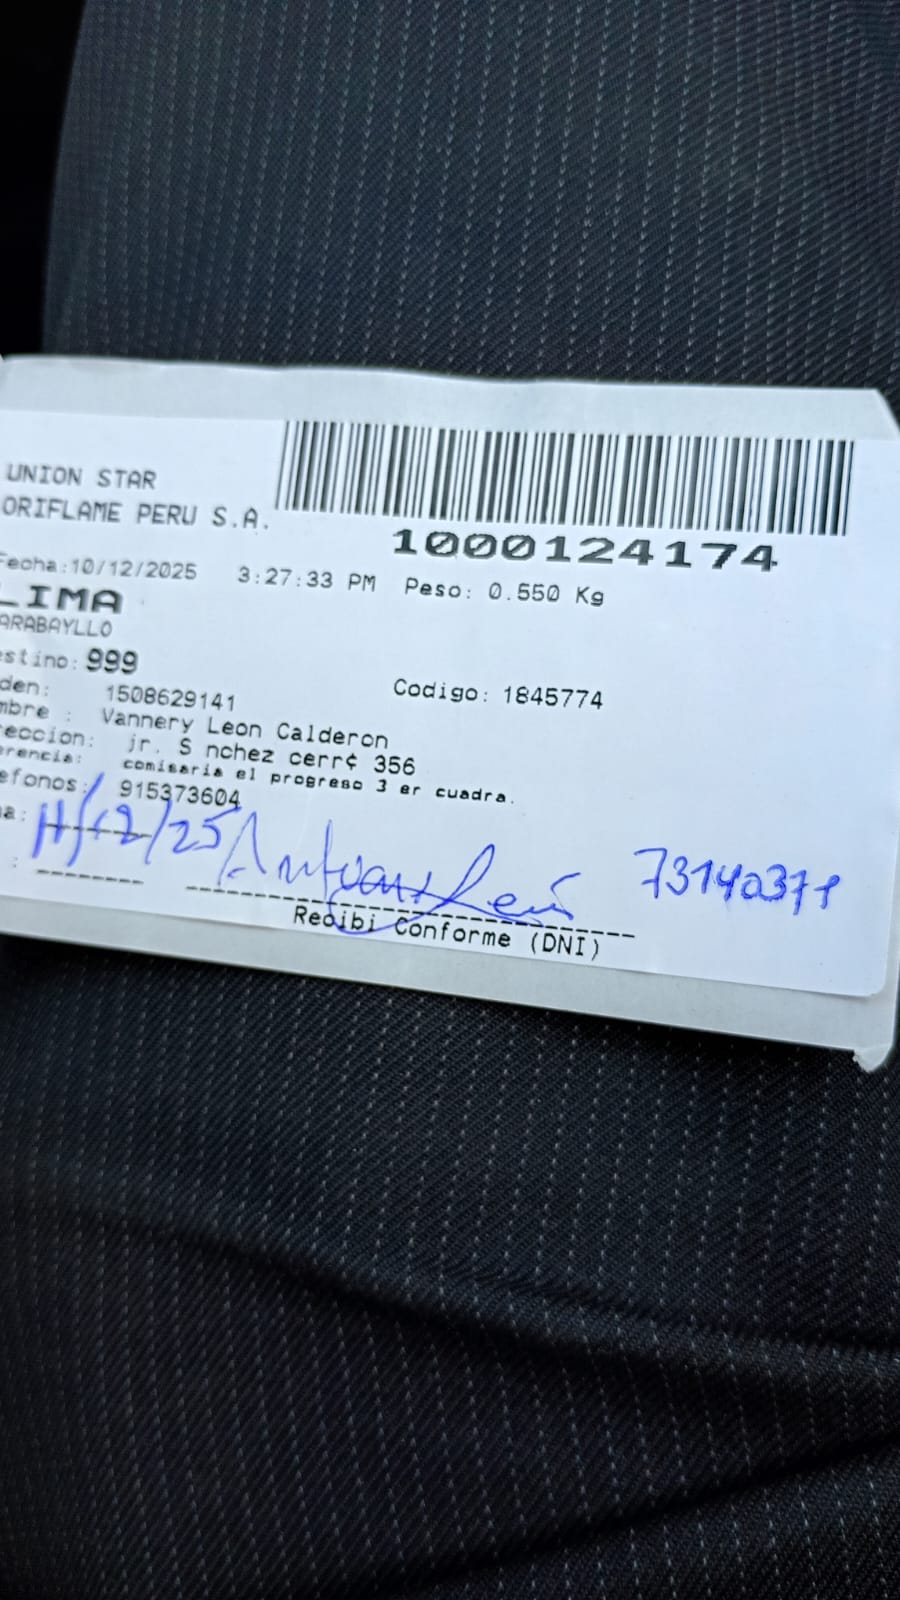 UNION STAR
ORIFLAME PERU S.A.
1000124174
Fecha:10/12/2025 3:27:33 PM Peso: 0.550 Kg
LIMA
ARABAYLLO
estino: 999
den: 1508629141 Codigo: 1845774
mbre : Vannery Leon Calderon
reccion: jr. S nchez cerr¢ 356
erencia: comisaria el progreso 3 er cuadra.
efonos: 915373604
a: 11/12/25 León 73140371
Recibi Conforme (DNI)